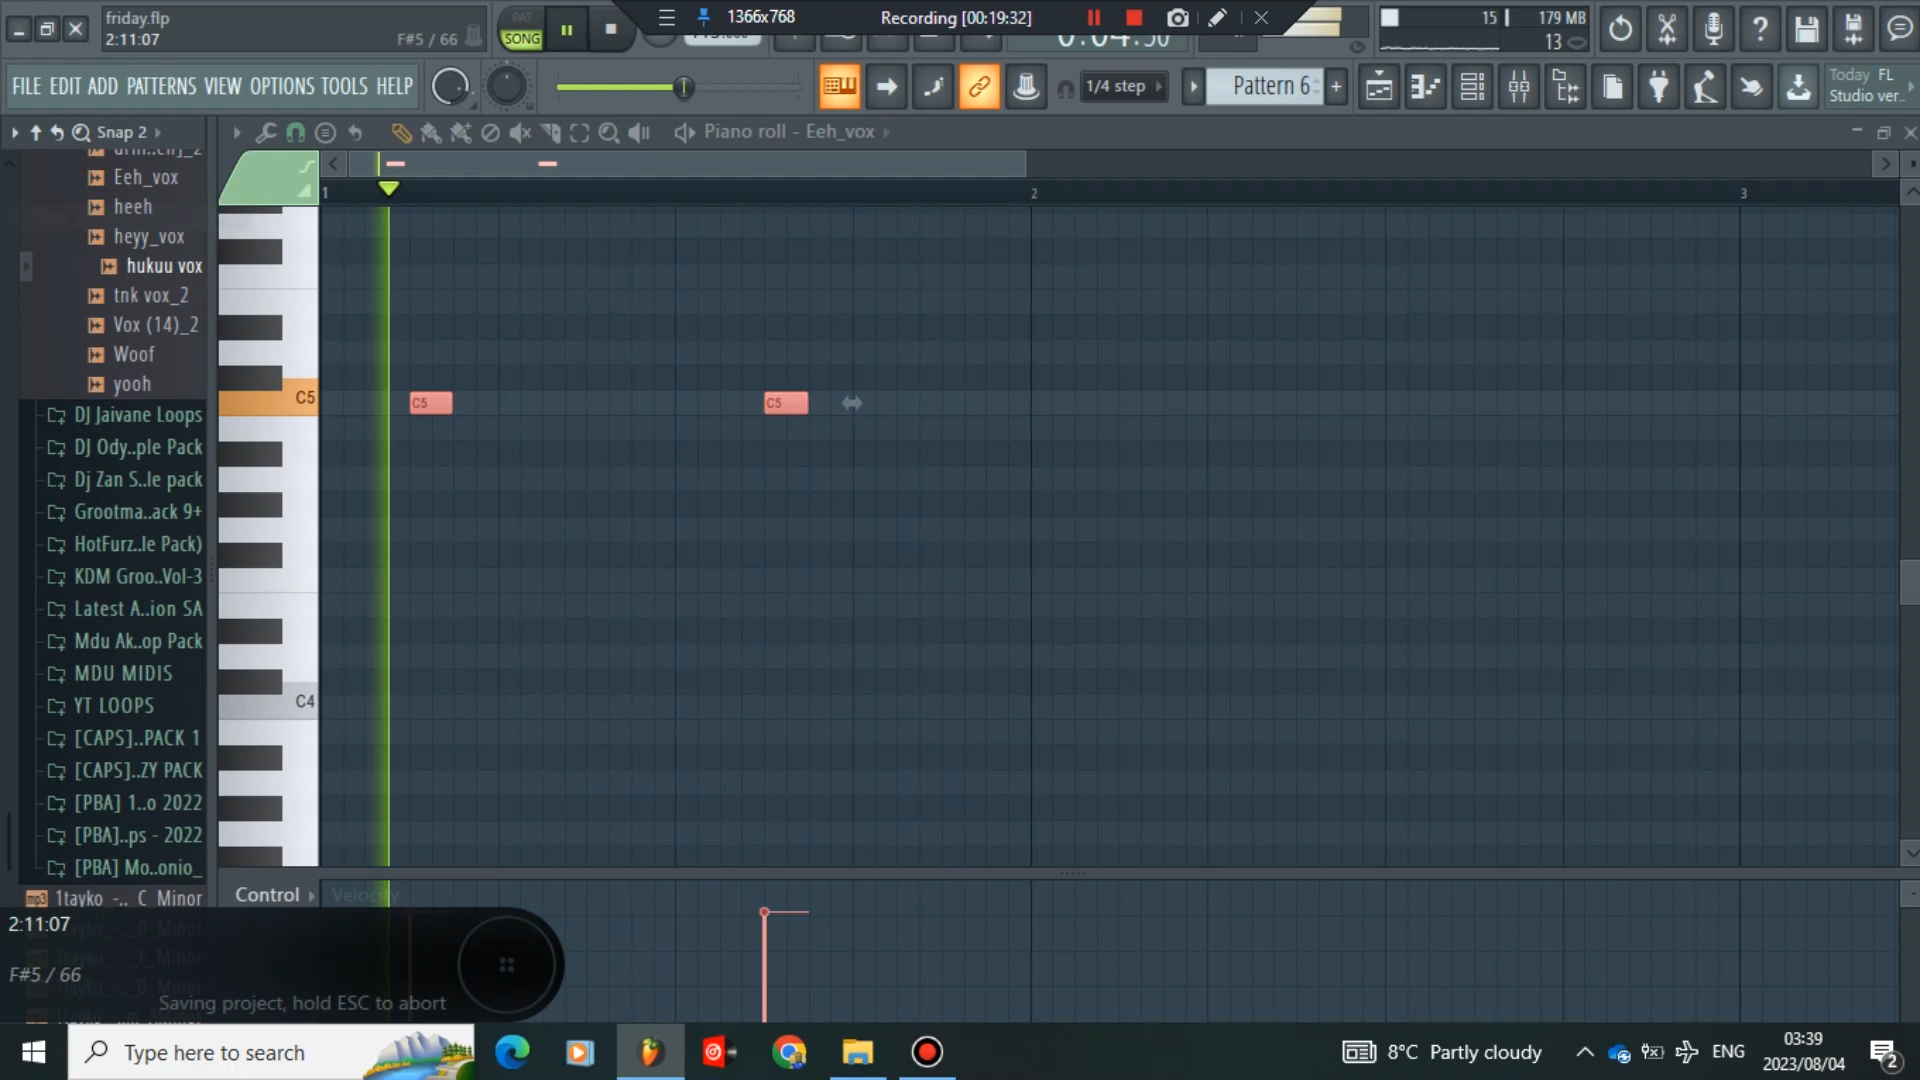 friday.flp
2:11:07
F#5 / 66
PAT
SONG
1366x768
Recording [00:19:32]
15
179 MB
13
FILE EDIT ADD PATTERNS VIEW OPTIONS TOOLS HELP
1/4 step
Pattern 6
+
Today FL
Studio ver..
Snap 2
Piano roll - Eeh_vox
Eeh_vox
heeh
heyy_vox
hukuu vox
tnk vox_2
Vox (14)_2
Woof
yooh
DJ Jaivane Loops
DJ Ody..ple Pack
Dj Zan S..le pack
Grootma..ack 9+
HotFurz..le Pack)
KDM Groo..Vol-3
Latest A..ion SA
Mdu Ak..op Pack
MDU MIDIS
YT LOOPS
[CAPS]..PACK 1
[CAPS]..ZY PACK
[PBA] 1..o 2022
[PBA]..ps - 2022
[PBA] Mo..onio_
mp3 1tayko -.. C Minor
1
2
3
C5
C5
C5
C4
Control
Velocity
2:11:07
F#5 / 66
Saving project, hold ESC to abort
Type here to search
8°C Partly cloudy
ENG
03:39
2023/08/04
2